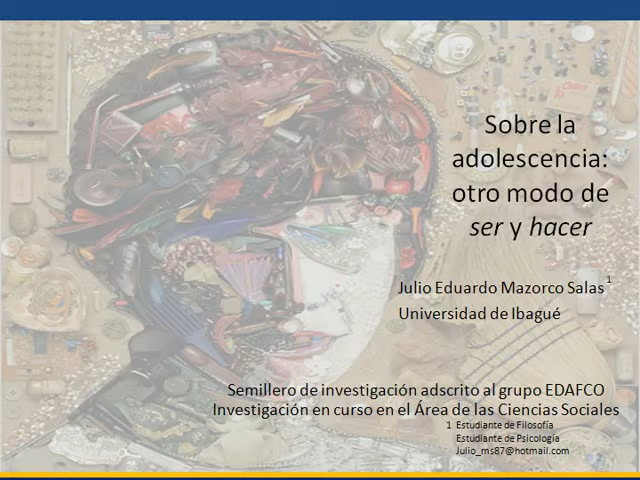 Sobre la
adolescencia:
otro modo de
ser y hacer
Julio Eduardo Mazorco Salas 1
Universidad de Ibagué
Semillero de investigación adscrito al grupo EDAFCO
Investigación en curso en el Área de las Ciencias Sociales
1 Estudiante de Filosofía
Estudiante de Psicología
Julio_ms87@hotmail.com